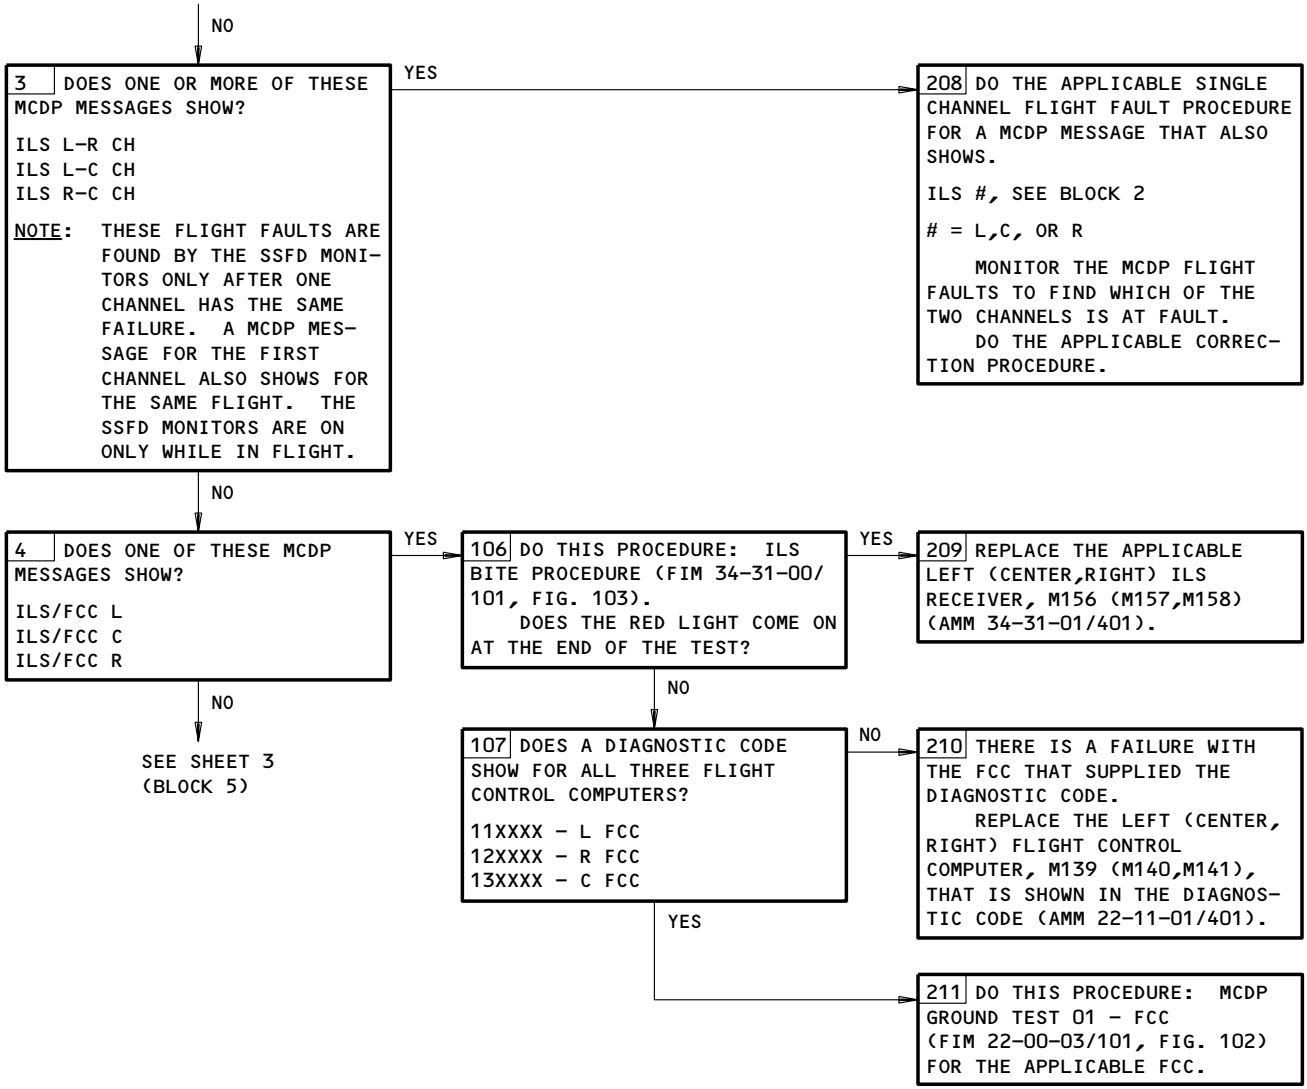 NO
3 DOES ONE OR MORE OF THESE
MCDP MESSAGES SHOW?
ILS L-R CH
ILS L-C CH
ILS R-C CH
NOTE: THESE FLIGHT FAULTS ARE
FOUND BY THE SSFD MONI-
TORS ONLY AFTER ONE
CHANNEL HAS THE SAME
FAILURE. A MCDP MES-
SAGE FOR THE FIRST
CHANNEL ALSO SHOWS FOR
THE SAME FLIGHT. THE
SSFD MONITORS ARE ON
ONLY WHILE IN FLIGHT.
YES
208 DO THE APPLICABLE SINGLE
CHANNEL FLIGHT FAULT PROCEDURE
FOR A MCDP MESSAGE THAT ALSO
SHOWS.
ILS #, SEE BLOCK 2
# = L,C, OR R
MONITOR THE MCDP FLIGHT
FAULTS TO FIND WHICH OF THE
TWO CHANNELS IS AT FAULT.
DO THE APPLICABLE CORREC-
TION PROCEDURE.
NO
4 DOES ONE OF THESE MCDP
MESSAGES SHOW?
ILS/FCC L
ILS/FCC C
ILS/FCC R
YES
106 DO THIS PROCEDURE: ILS
BITE PROCEDURE (FIM 34-31-00/
101, FIG. 103).
DOES THE RED LIGHT COME ON
AT THE END OF THE TEST?
YES
209 REPLACE THE APPLICABLE
LEFT (CENTER,RIGHT) ILS
RECEIVER, M156 (M157,M158)
(AMM 34-31-01/401).
NO
SEE SHEET 3
(BLOCK 5)
NO
107 DOES A DIAGNOSTIC CODE
SHOW FOR ALL THREE FLIGHT
CONTROL COMPUTERS?
11XXXX - L FCC
12XXXX - R FCC
13XXXX - C FCC
NO
210 THERE IS A FAILURE WITH
THE FCC THAT SUPPLIED THE
DIAGNOSTIC CODE.
REPLACE THE LEFT (CENTER,
RIGHT) FLIGHT CONTROL
COMPUTER, M139 (M140,M141),
THAT IS SHOWN IN THE DIAGNOS-
TIC CODE (AMM 22-11-01/401).
YES
211 DO THIS PROCEDURE: MCDP
GROUND TEST 01 - FCC
(FIM 22-00-03/101, FIG. 102)
FOR THE APPLICABLE FCC.